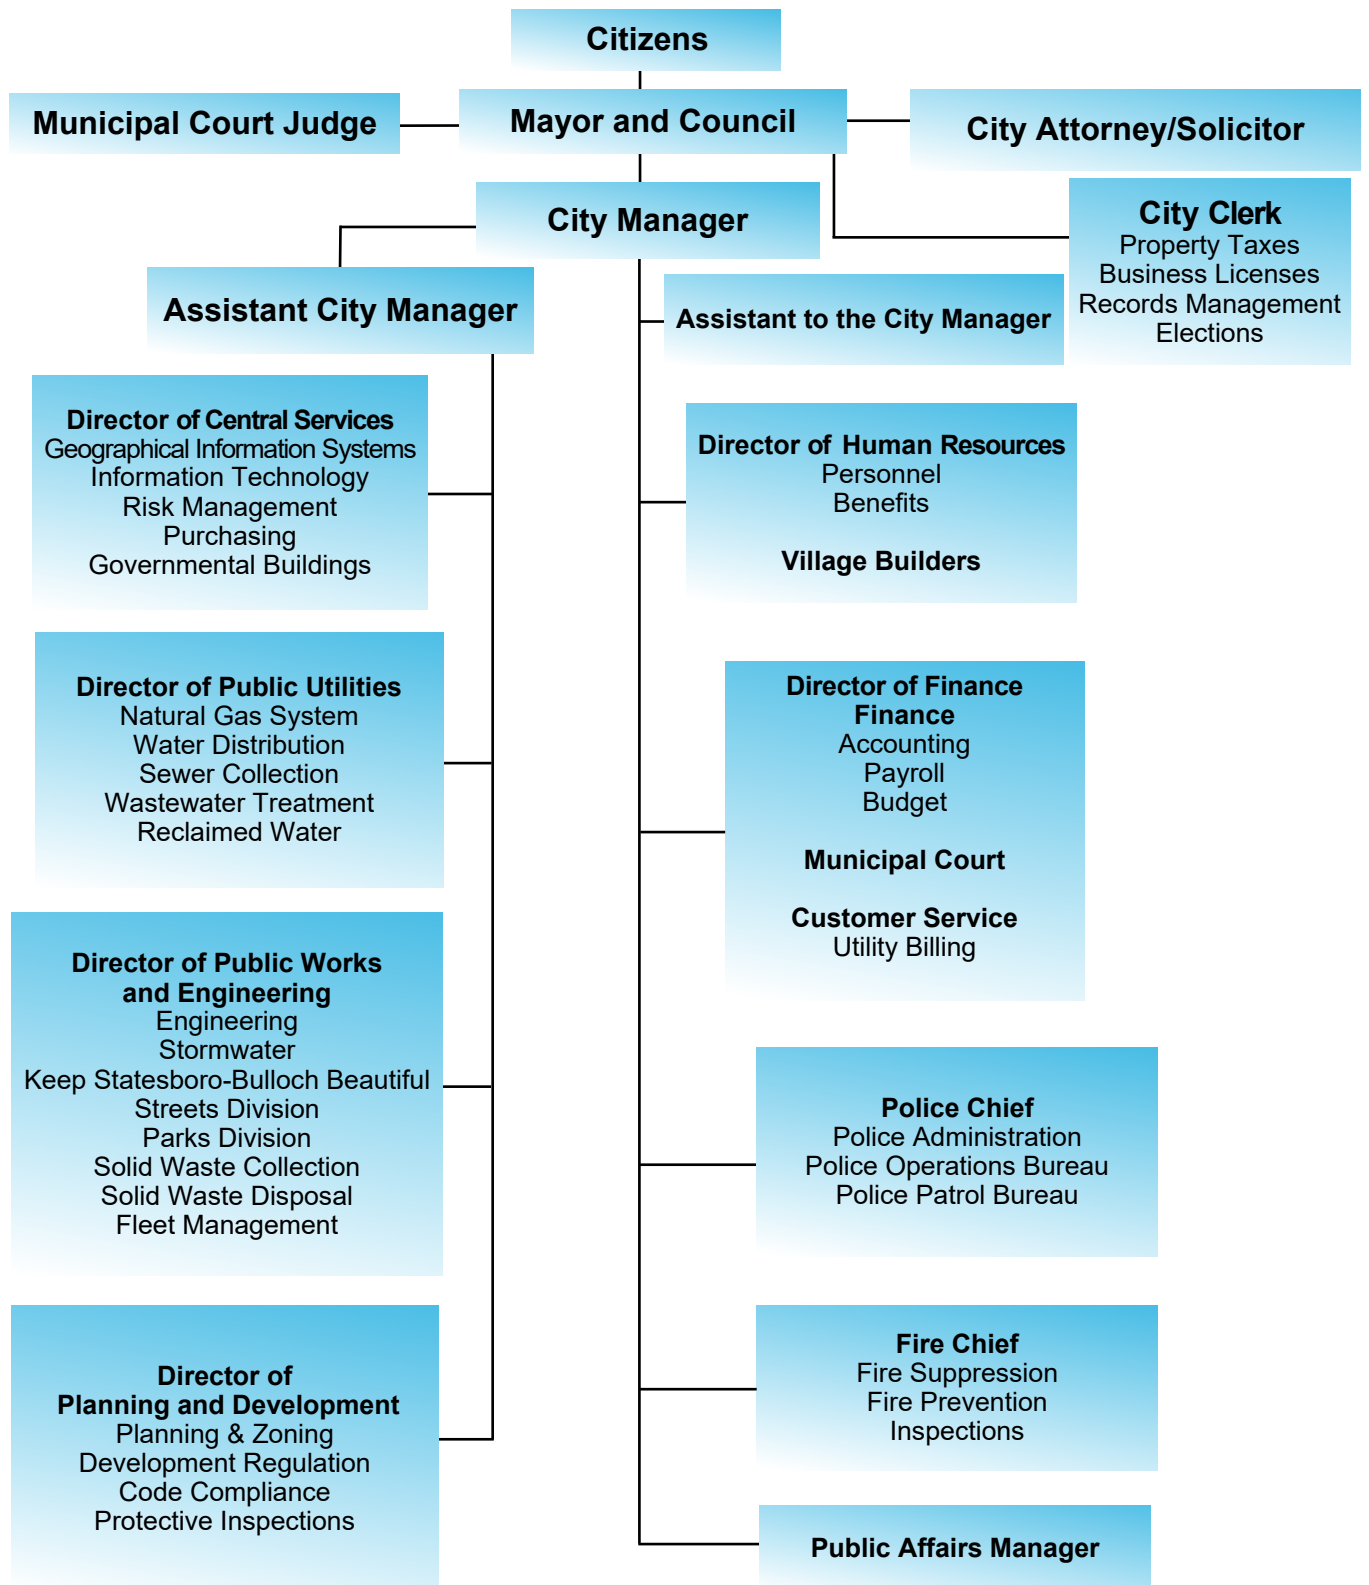 Citizens
Municipal Court Judge
Mayor and Council
City Attorney/Solicitor
City Manager
City Clerk
Property Taxes
Business Licenses
Records Management
Elections
Assistant City Manager
Assistant to the City Manager
Director of Central Services
Geographical Information Systems
Information Technology
Risk Management
Purchasing
Governmental Buildings
Director of Public Utilities
Natural Gas System
Water Distribution
Sewer Collection
Wastewater Treatment
Reclaimed Water
Director of Public Works
and Engineering
Engineering
Stormwater
Keep Statesboro-Bulloch Beautiful
Streets Division
Parks Division
Solid Waste Collection
Solid Waste Disposal
Fleet Management
Director of
Planning and Development
Planning & Zoning
Development Regulation
Code Compliance
Protective Inspections
Director of Human Resources
Personnel
Benefits
Village Builders
Director of Finance
Finance
Accounting
Payroll
Budget
Municipal Court
Customer Service
Utility Billing
Police Chief
Police Administration
Police Operations Bureau
Police Patrol Bureau
Fire Chief
Fire Suppression
Fire Prevention
Inspections
Public Affairs Manager